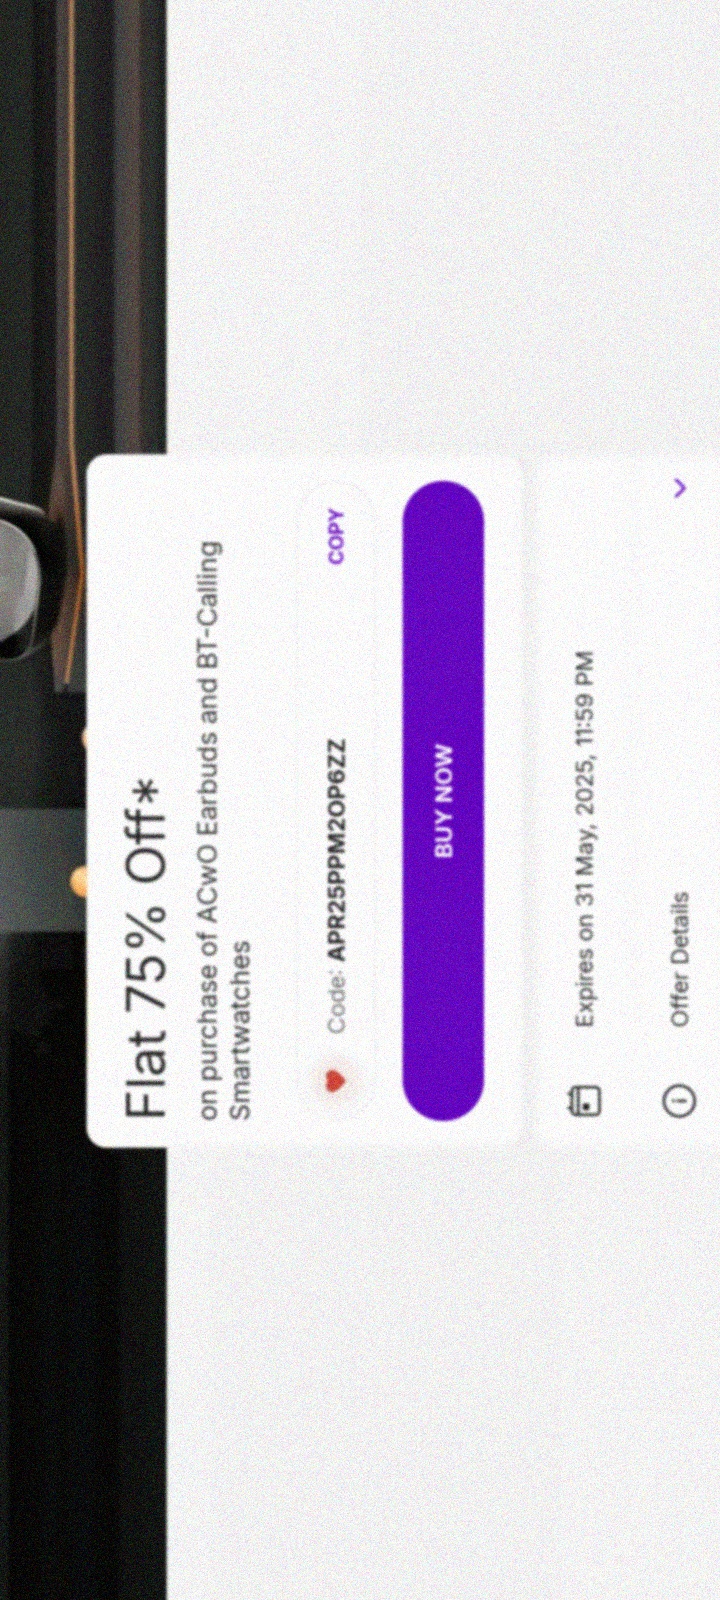 Flat 75% Off*
on purchase of ACwO Earbuds and BT-Calling
Smartwatches
Code: APR25PPM2OP6ZZ
COPY
BUY NOW
Expires on 31 May, 2025, 11:59 PM
Offer Details